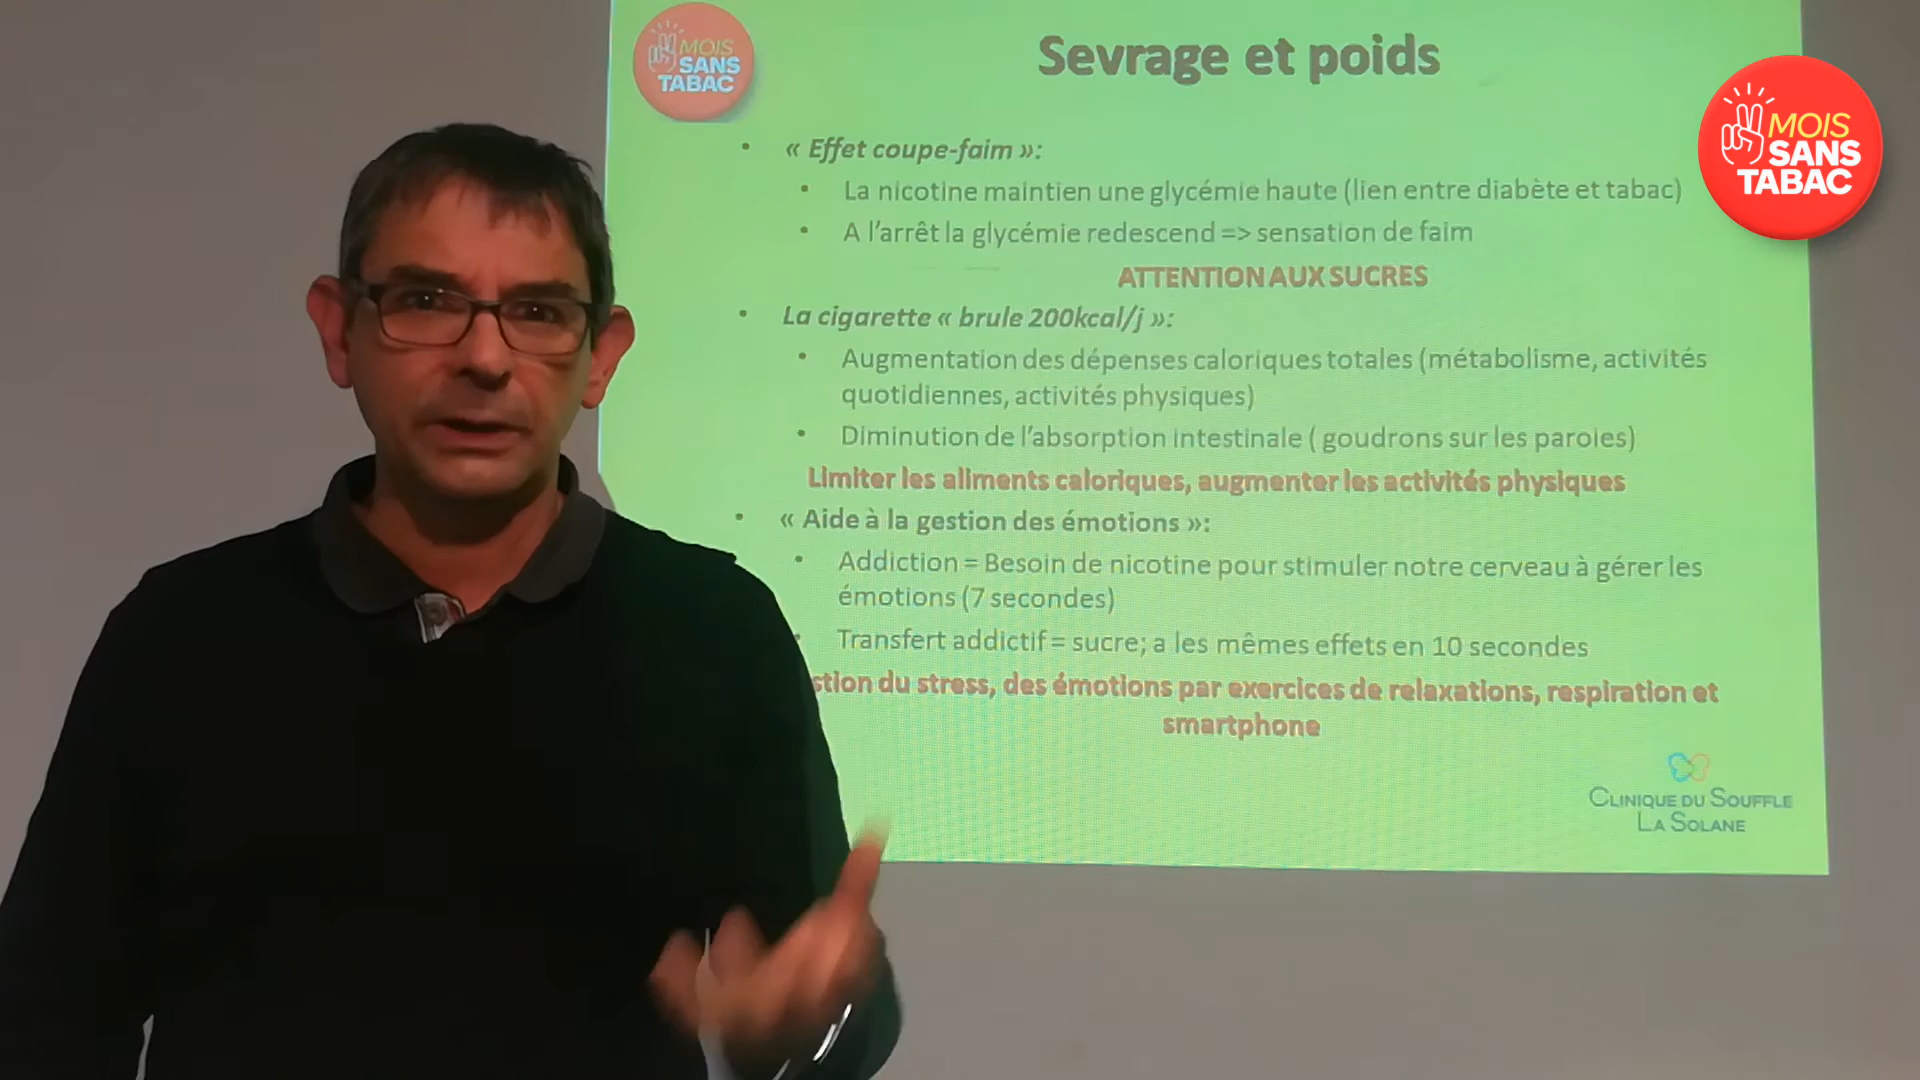 MOIS
SANS
TABAC
Sevrage et poids
MOIS
SANS
TABAC
• « Effet coupe-faim »:
• La nicotine maintien une glycémie haute (lien entre diabète et tabac)
• A l'arrêt la glycémie redescend => sensation de faim
ATTENTION AUX SUCRES
• La cigarette « brule 200kcal/j »:
• Augmentation des dépenses caloriques totales (métabolisme, activités
quotidiennes, activités physiques)
• Diminution de l'absorption intestinale ( goudrons sur les paroies)
Limiter les aliments caloriques, augmenter les activités physiques
• « Aide à la gestion des émotions »:
• Addiction = Besoin de nicotine pour stimuler notre cerveau à gérer les
émotions (7 secondes)
• Transfert addictif = sucre; a les mêmes effets en 10 secondes
stion du stress, des émotions par exercices de relaxations, respiration et
smartphone
CLINIQUE DU SOUFFLE
LA SOLANE